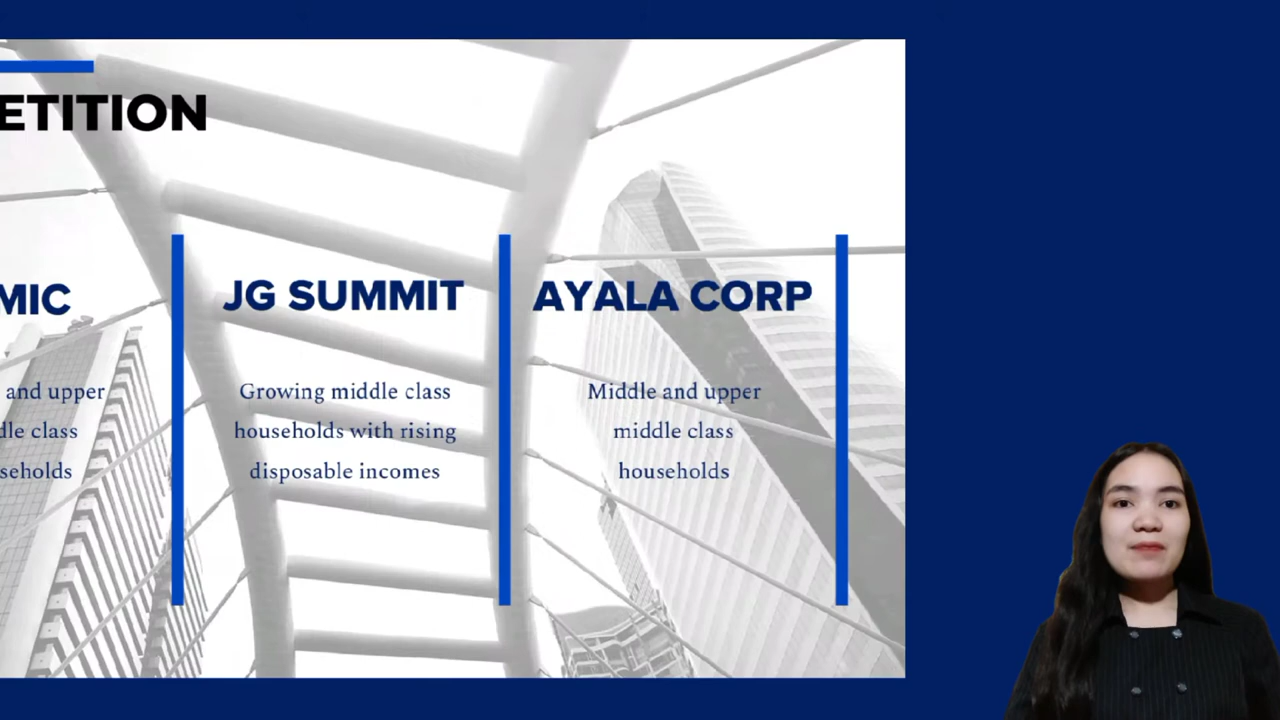 ETITION
MIC
and upper
dle class
seholds
JG SUMMIT
Growing middle class
households with rising
disposable incomes
AYALA CORP
Middle and upper
middle class
households